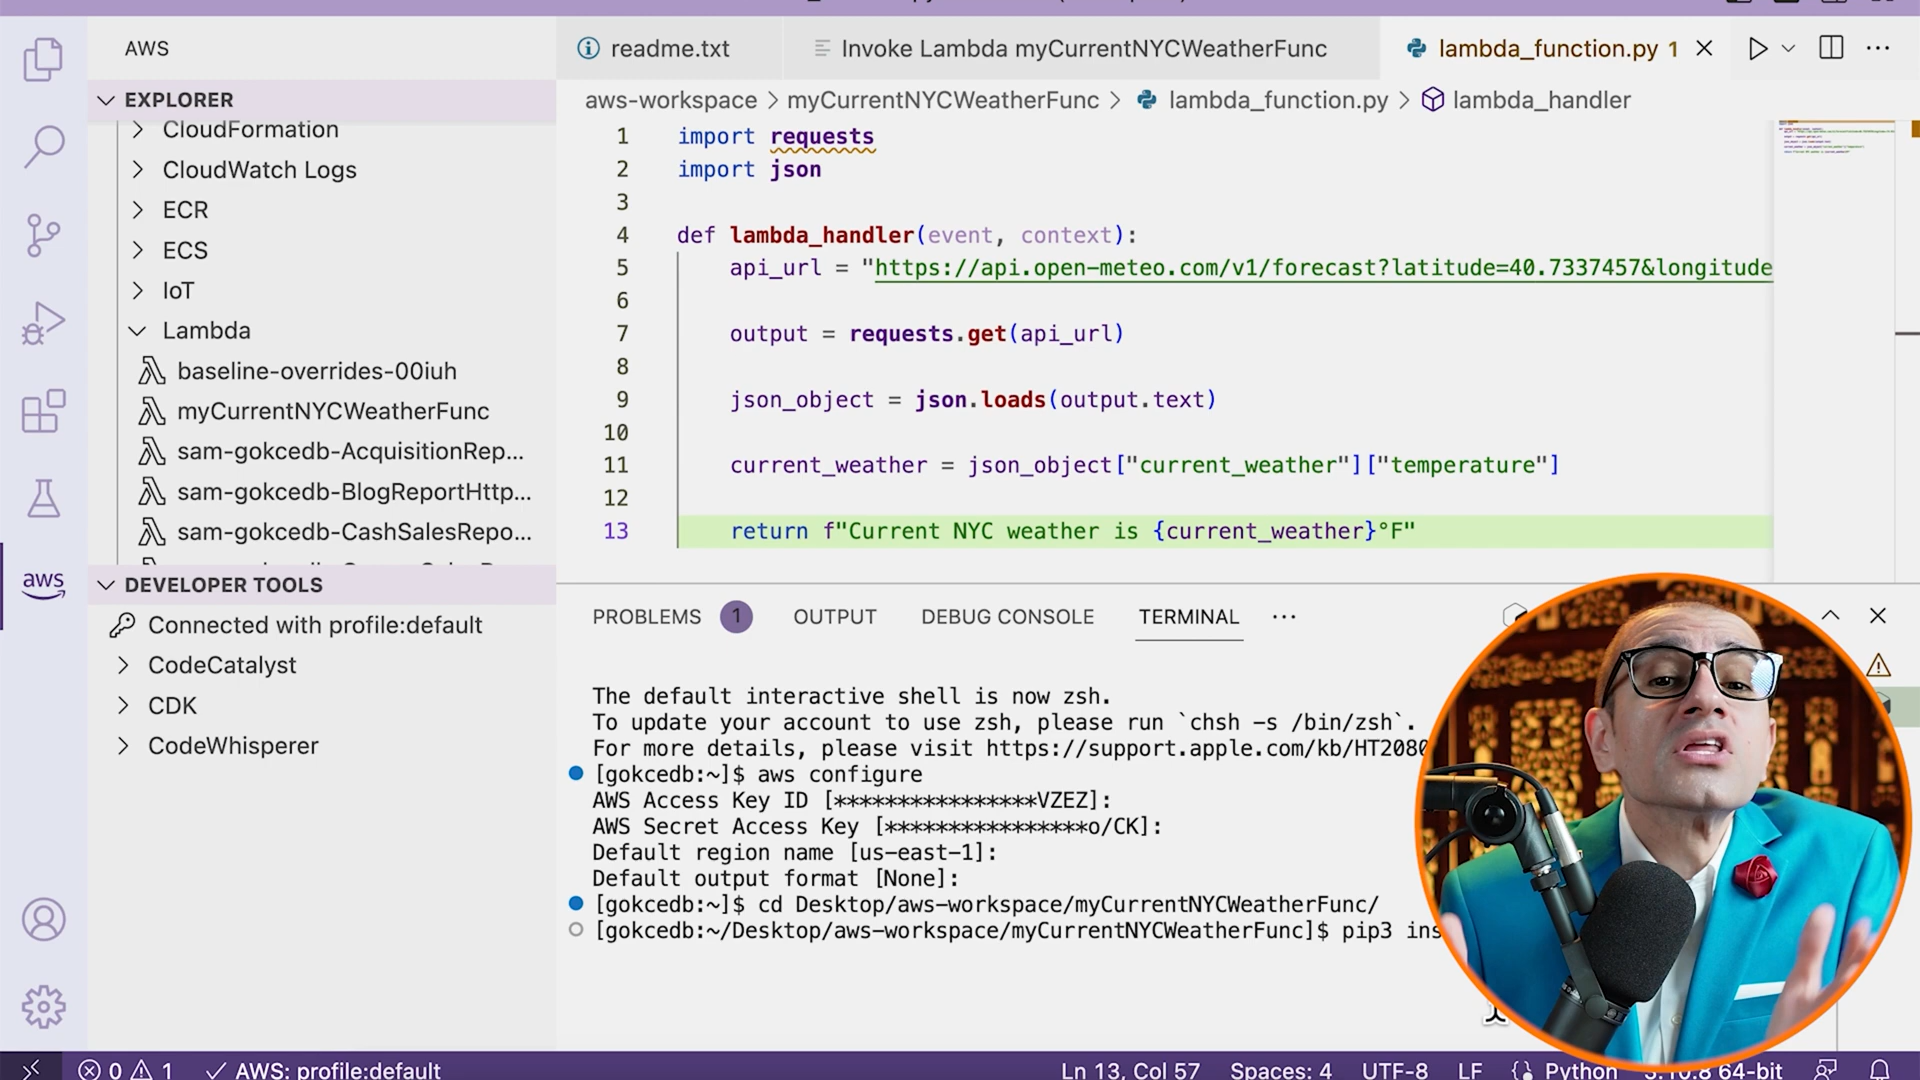 AWS
readme.txt
Invoke Lambda myCurrentNYCWeatherFunc
lambda_function.py 1
EXPLORER
aws-workspace > myCurrentNYCWeatherFunc > lambda_function.py > lambda_handler
CloudFormation
CloudWatch Logs
ECR
ECS
IoT
Lambda
baseline-overrides-00iuh
myCurrentNYCWeatherFunc
sam-gokcedb-AcquisitionRep...
sam-gokcedb-BlogReportHttp...
sam-gokcedb-CashSalesRepo...
1 import requests
2 import json
3
4 def lambda_handler(event, context):
5 api_url = "https://api.open-meteo.com/v1/forecast?latitude=40.7337457&longitude
6
7 output = requests.get(api_url)
8
9 json_object = json.loads(output.text)
10
11 current_weather = json_object["current_weather"]["temperature"]
12
13 return f"Current NYC weather is {current_weather}°F"
aws
DEVELOPER TOOLS
Connected with profile:default
CodeCatalyst
CDK
CodeWhisperer
PROBLEMS 1 OUTPUT DEBUG CONSOLE TERMINAL ...
The default interactive shell is now zsh.
To update your account to use zsh, please run `chsh -s /bin/zsh`.
For more details, please visit https://support.apple.com/kb/HT2080
[gokcedb:~]$ aws configure
AWS Access Key ID [****************VZEZ]:
AWS Secret Access Key [****************o/CK]:
Default region name [us-east-1]:
Default output format [None]:
[gokcedb:~]$ cd Desktop/aws-workspace/myCurrentNYCWeatherFunc/
[gokcedb:~/Desktop/aws-workspace/myCurrentNYCWeatherFunc]$ pip3 ins
0 1 AWS: profile:default Ln 13, Col 57 Spaces: 4 UTF-8 LF Python 3.10.8 64-bit